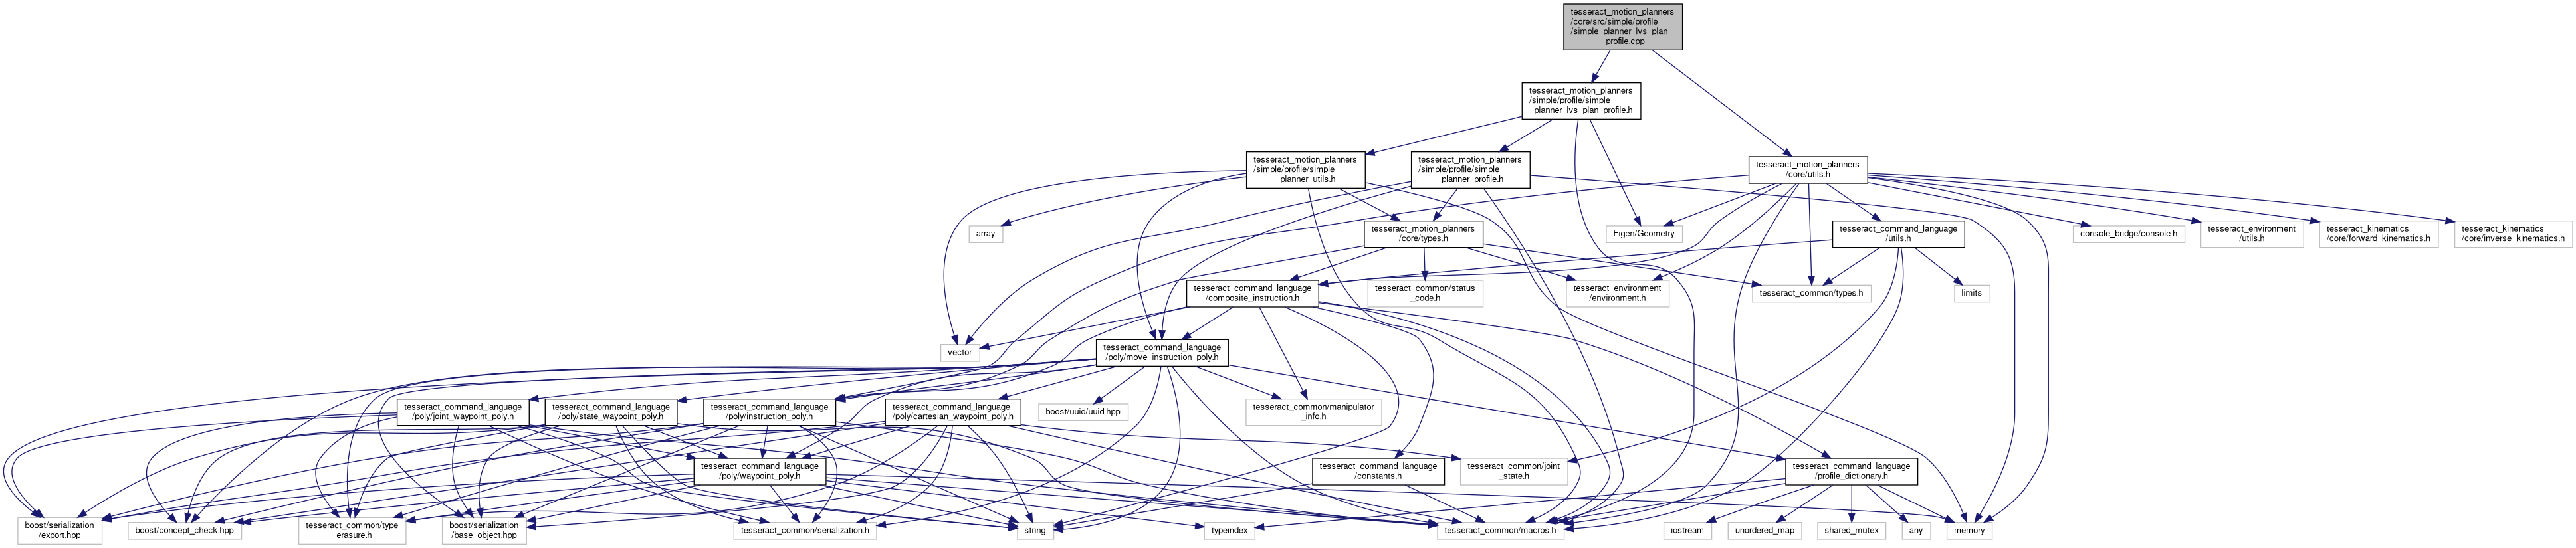 tesseract_motion_planners
/core/src/simple/profile
/simple_planner_lvs_plan
_profile.cpp
tesseract_motion_planners
/simple/profile/simple
_planner_lvs_plan_profile.h
tesseract_motion_planners
/simple/profile/simple
_planner_utils.h
tesseract_motion_planners
/simple/profile/simple
_planner_profile.h
tesseract_motion_planners
/core/utils.h
array
tesseract_motion_planners
/core/types.h
Eigen/Geometry
tesseract_command_language
/utils.h
console_bridge/console.h
tesseract_environment
/utils.h
tesseract_kinematics
/core/forward_kinematics.h
tesseract_kinematics
/core/inverse_kinematics.h
tesseract_command_language
/composite_instruction.h
tesseract_common/status
_code.h
tesseract_environment
/environment.h
tesseract_common/types.h
limits
vector
tesseract_command_language
/poly/move_instruction_poly.h
tesseract_command_language
/poly/joint_waypoint_poly.h
tesseract_command_language
/poly/state_waypoint_poly.h
tesseract_command_language
/poly/instruction_poly.h
tesseract_command_language
/poly/cartesian_waypoint_poly.h
boost/uuid/uuid.hpp
tesseract_common/manipulator
_info.h
tesseract_command_language
/poly/waypoint_poly.h
tesseract_common/joint
_state.h
tesseract_command_language
/constants.h
tesseract_command_language
/profile_dictionary.h
boost/serialization
/export.hpp
boost/concept_check.hpp
tesseract_common/type
_erasure.h
boost/serialization
/base_object.hpp
tesseract_common/serialization.h
string
typeindex
tesseract_common/macros.h
iostream
unordered_map
shared_mutex
any
memory